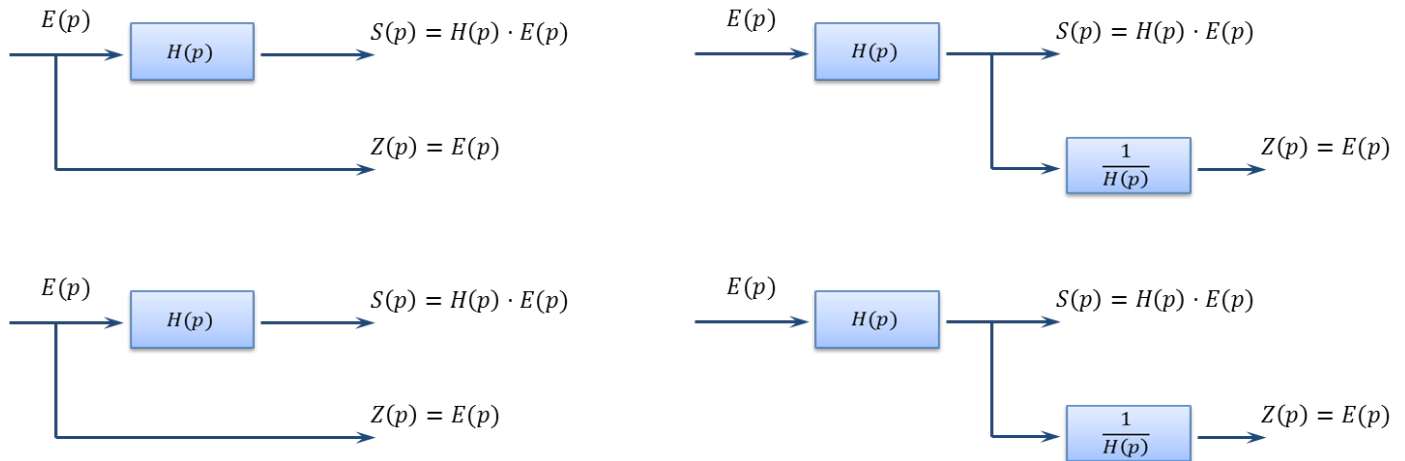 E(p)
H(p)
S(p) = H(p) · E(p)
Z(p) = E(p)
E(p)
H(p)
S(p) = H(p) · E(p)
1
H(p)
Z(p) = E(p)
E(p)
H(p)
S(p) = H(p) · E(p)
Z(p) = E(p)
E(p)
H(p)
S(p) = H(p) · E(p)
1
H(p)
Z(p) = E(p)